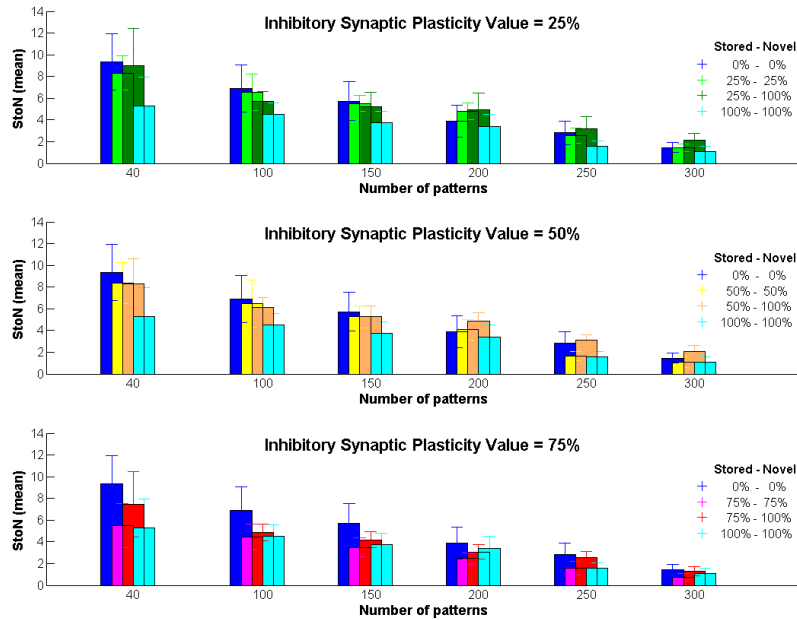 Inhibitory Synaptic Plasticity Value = 25%
StoN (mean)
14
12
10
8
6
4
2
0
40
100
150
200
250
300
Number of patterns
Stored - Novel
0% - 0%
25% - 25%
25% - 100%
100% - 100%
Inhibitory Synaptic Plasticity Value = 50%
StoN (mean)
14
12
10
8
6
4
2
0
40
100
150
200
250
300
Number of patterns
Stored - Novel
0% - 0%
50% - 50%
50% - 100%
100% - 100%
Inhibitory Synaptic Plasticity Value = 75%
StoN (mean)
14
12
10
8
6
4
2
0
40
100
150
200
250
300
Number of patterns
Stored - Novel
0% - 0%
75% - 75%
75% - 100%
100% - 100%